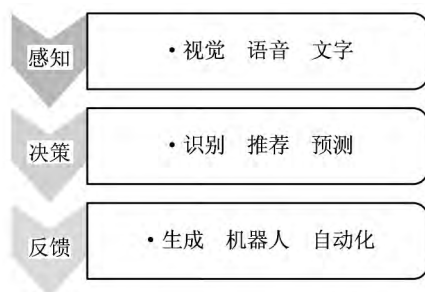 感知
•视觉 语音 文字
决策
•识别 推荐 预测
反馈
•生成 机器人 自动化